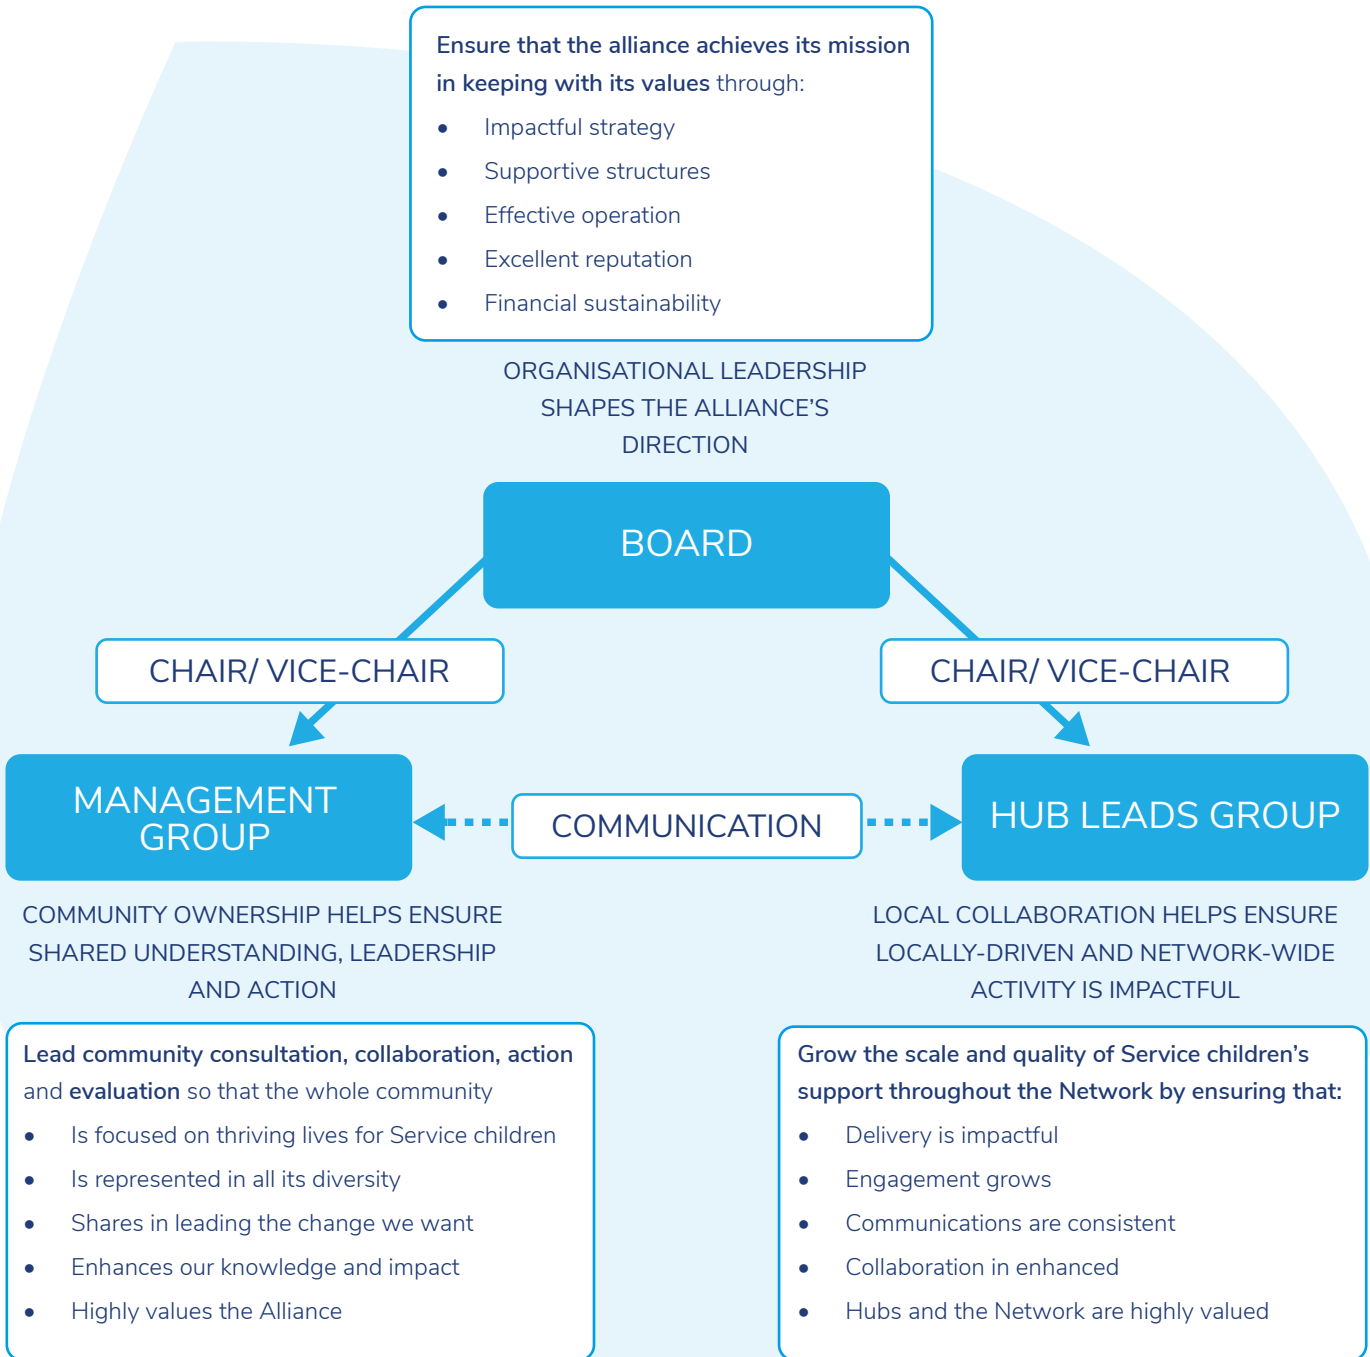 Ensure that the alliance achieves its mission
in keeping with its values through:
• Impactful strategy
• Supportive structures
• Effective operation
• Excellent reputation
• Financial sustainability
ORGANISATIONAL LEADERSHIP
SHAPES THE ALLIANCE’S
DIRECTION
BOARD
CHAIR/ VICE-CHAIR
CHAIR/ VICE-CHAIR
MANAGEMENT
GROUP
COMMUNICATION
HUB LEADS GROUP
COMMUNITY OWNERSHIP HELPS ENSURE
SHARED UNDERSTANDING, LEADERSHIP
AND ACTION
LOCAL COLLABORATION HELPS ENSURE
LOCALLY-DRIVEN AND NETWORK-WIDE
ACTIVITY IS IMPACTFUL
Lead community consultation, collaboration, action
and evaluation so that the whole community
• Is focused on thriving lives for Service children
• Is represented in all its diversity
• Shares in leading the change we want
• Enhances our knowledge and impact
• Highly values the Alliance
Grow the scale and quality of Service children’s
support throughout the Network by ensuring that:
• Delivery is impactful
• Engagement grows
• Communications are consistent
• Collaboration in enhanced
• Hubs and the Network are highly valued